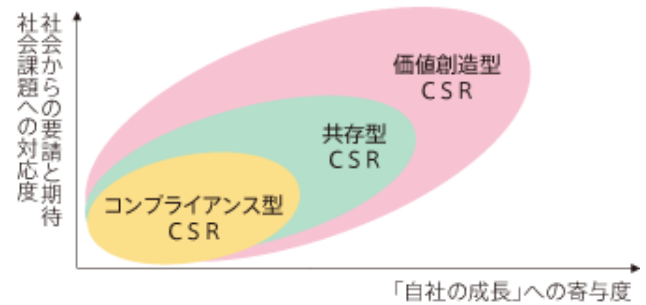 社会からの要請と期待
社会課題への対応度
価値創造型
CSR
共存型
CSR
コンプライアンス型
CSR
「自社の成長」への寄与度